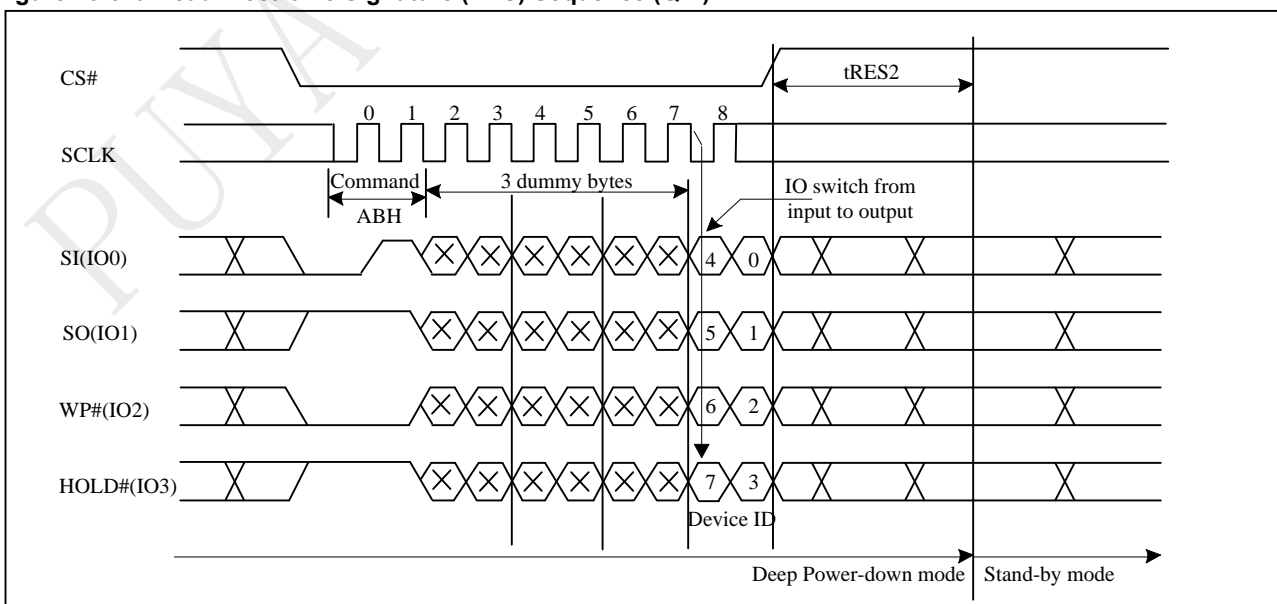 CS#
tRES2
0 1 2 3 4 5 6 7 8
SCLK
Command
3 dummy bytes
IO switch from
input to output
ABH
SI(IO0)
4 0
SO(IO1)
5 1
WP#(IO2)
6 2
HOLD#(IO3)
7 3
Device ID
Deep Power-down mode
Stand-by mode
PUYA